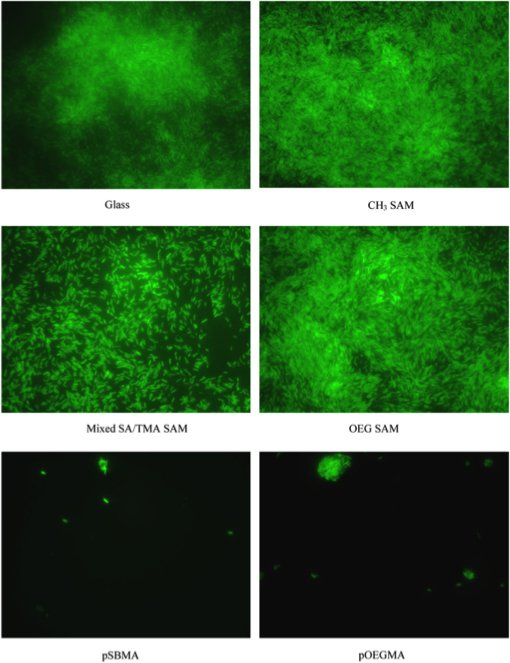 Glass
CH₃ SAM
Mixed SA/TMA SAM
OEG SAM
pSBMA
pOEGMA